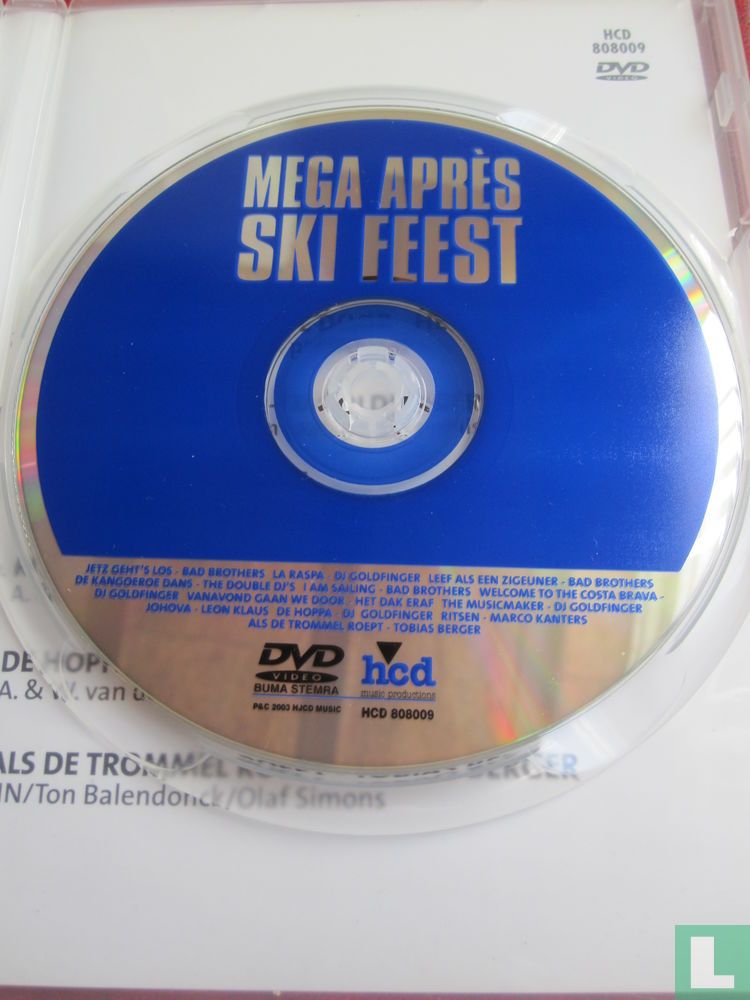 HCD
808009
DVD
VIDEO
MEGA APRÈS
SKI FEEST
JETZ GEHT'S LOS - BAD BROTHERS LA RASPA - DJ GOLDFINGER LEEF ALS EEN ZIGEUNER - BAD BROTHERS
DE KANGOEROE DANS - THE DOUBLE DJ'S I AM SAILING - BAD BROTHERS WELCOME TO THE COSTA BRAVA -
DJ GOLDFINGER VANAVOND GAAN WE DOOR - HET DAK ERAF THE MUSICMAKER - DJ GOLDFINGER
JOHOVA - LEON KLAUS DE HOPPA - DJ GOLDFINGER RITSEN - MARCO KANTERS
ALS DE TROMMEL ROEPT - TOBIAS BERGER
DVD
VIDEO
BUMA STEMRA
hcd
music productions
P&C 2003 HJCD MUSIC
HCD 808009
DE HOPP
A. & W. van d
ALS DE TROMMEL BERGER
IN/Ton Balendonck/Olaf Simons
L